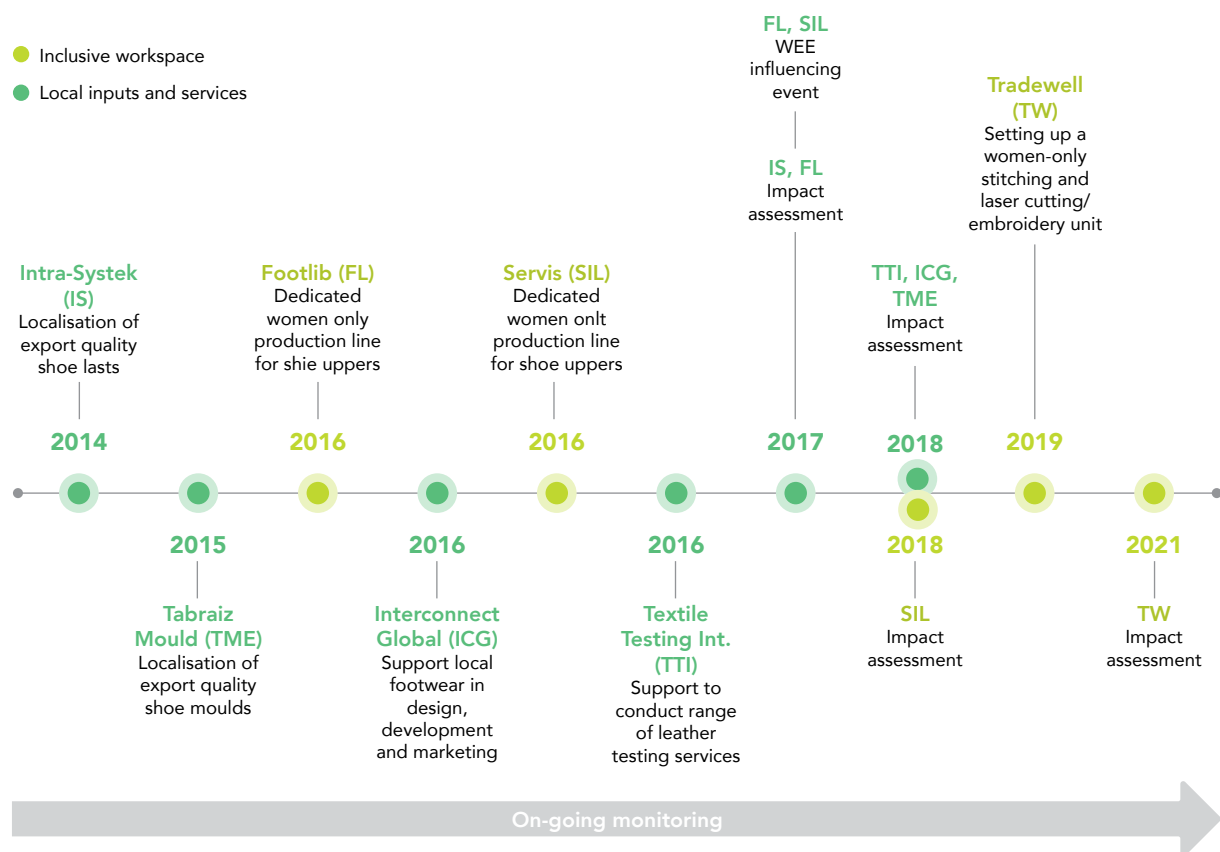 Inclusive workspace
Local inputs and services
FL, SIL
WEE
influencing
event
IS, FL
Impact
assessment
Tradewell
(TW)
Setting up a
women-only
stitching and
laser cutting/
embroidery unit
Intra-Systek
(IS)
Localisation of
export quality
shoe lasts
Footlib (FL)
Dedicated
women only
production line
for shie uppers
Servis (SIL)
Dedicated
women onlt
production line
for shoe uppers
TTI, ICG,
TME
Impact
assessment
2014
2016
2016
2017
2018
2019
2015
2016
2016
2018
2021
Tabraiz
Mould (TME)
Localisation of
export quality
shoe moulds
Interconnect
Global (ICG)
Support local
footwear in
design,
development
and marketing
Textile
Testing Int.
(TTI)
Support to
conduct range
of leather
testing services
SIL
Impact
assessment
TW
Impact
assessment
On-going monitoring